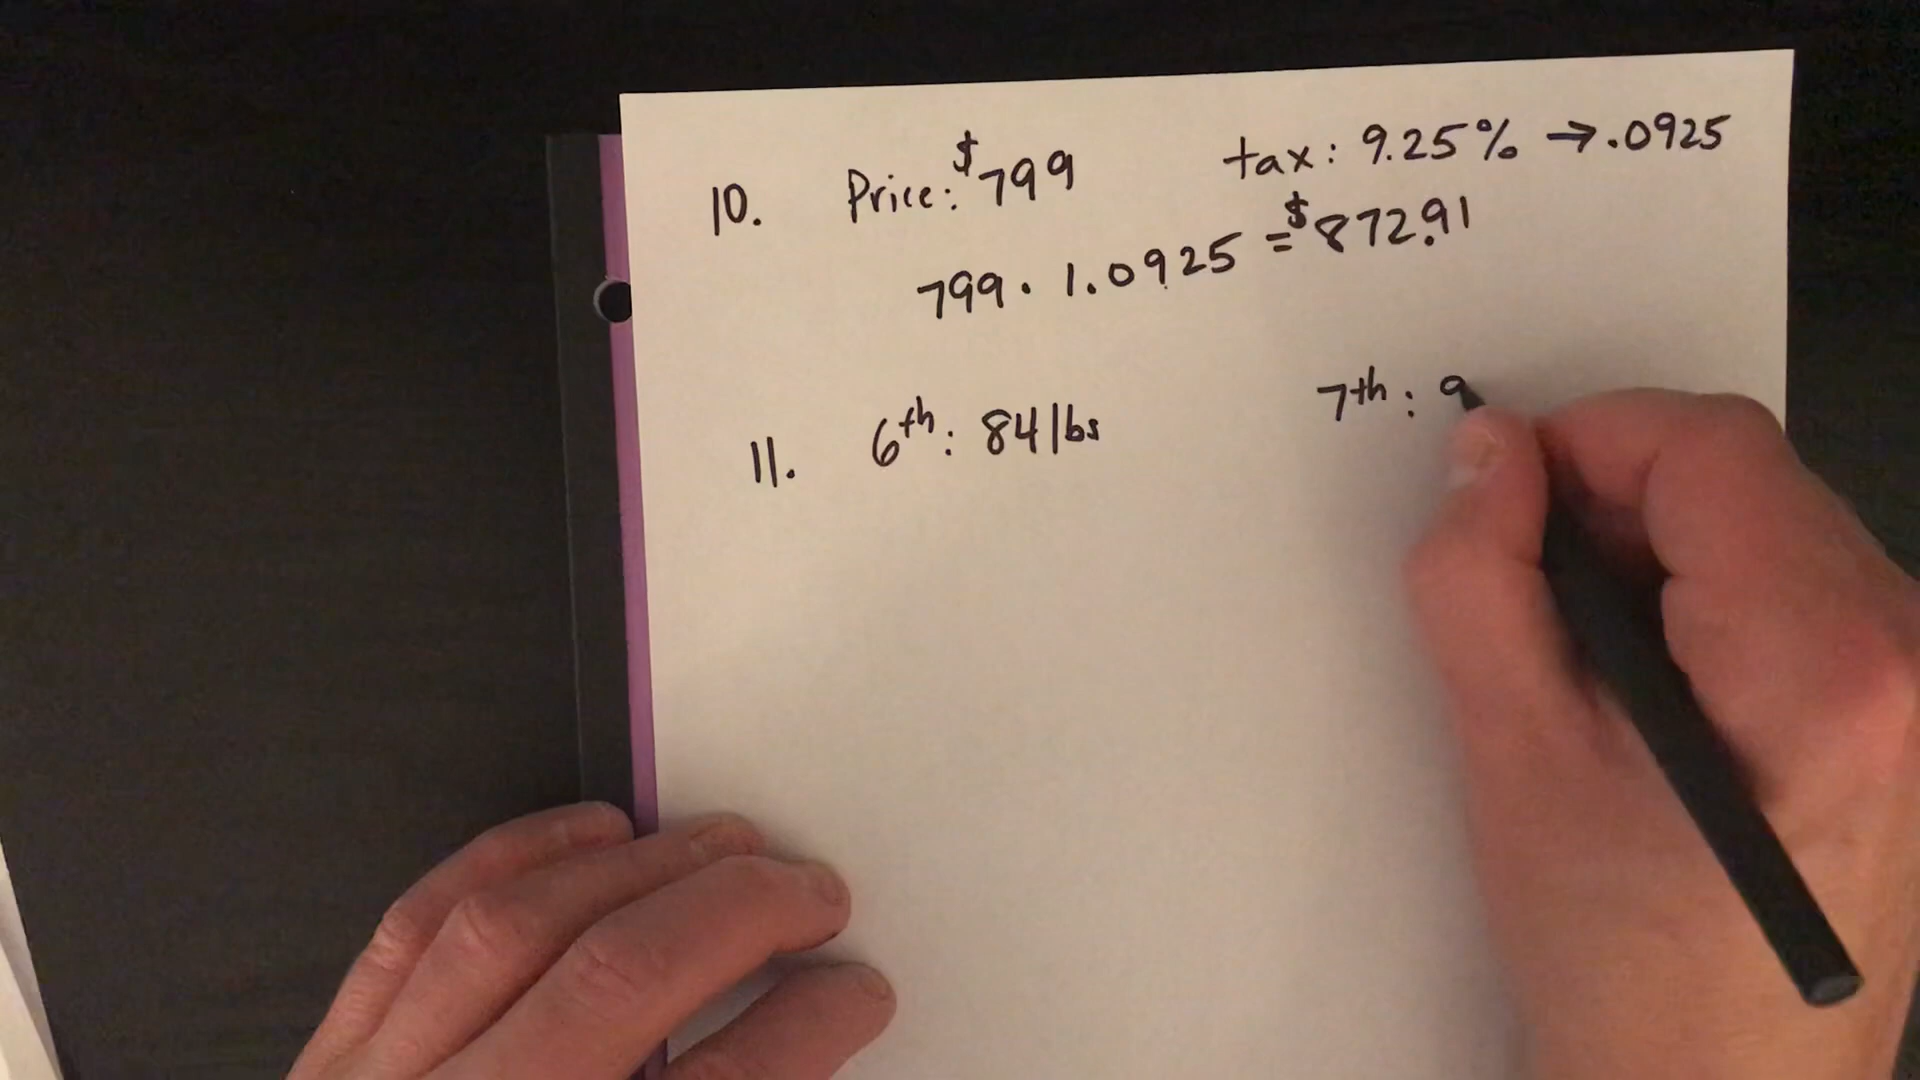 10. Price: $799 tax: 9.25% → .0925
799 · 1.0925 = $872.91
11. 6th: 84 lbs 7th: 9